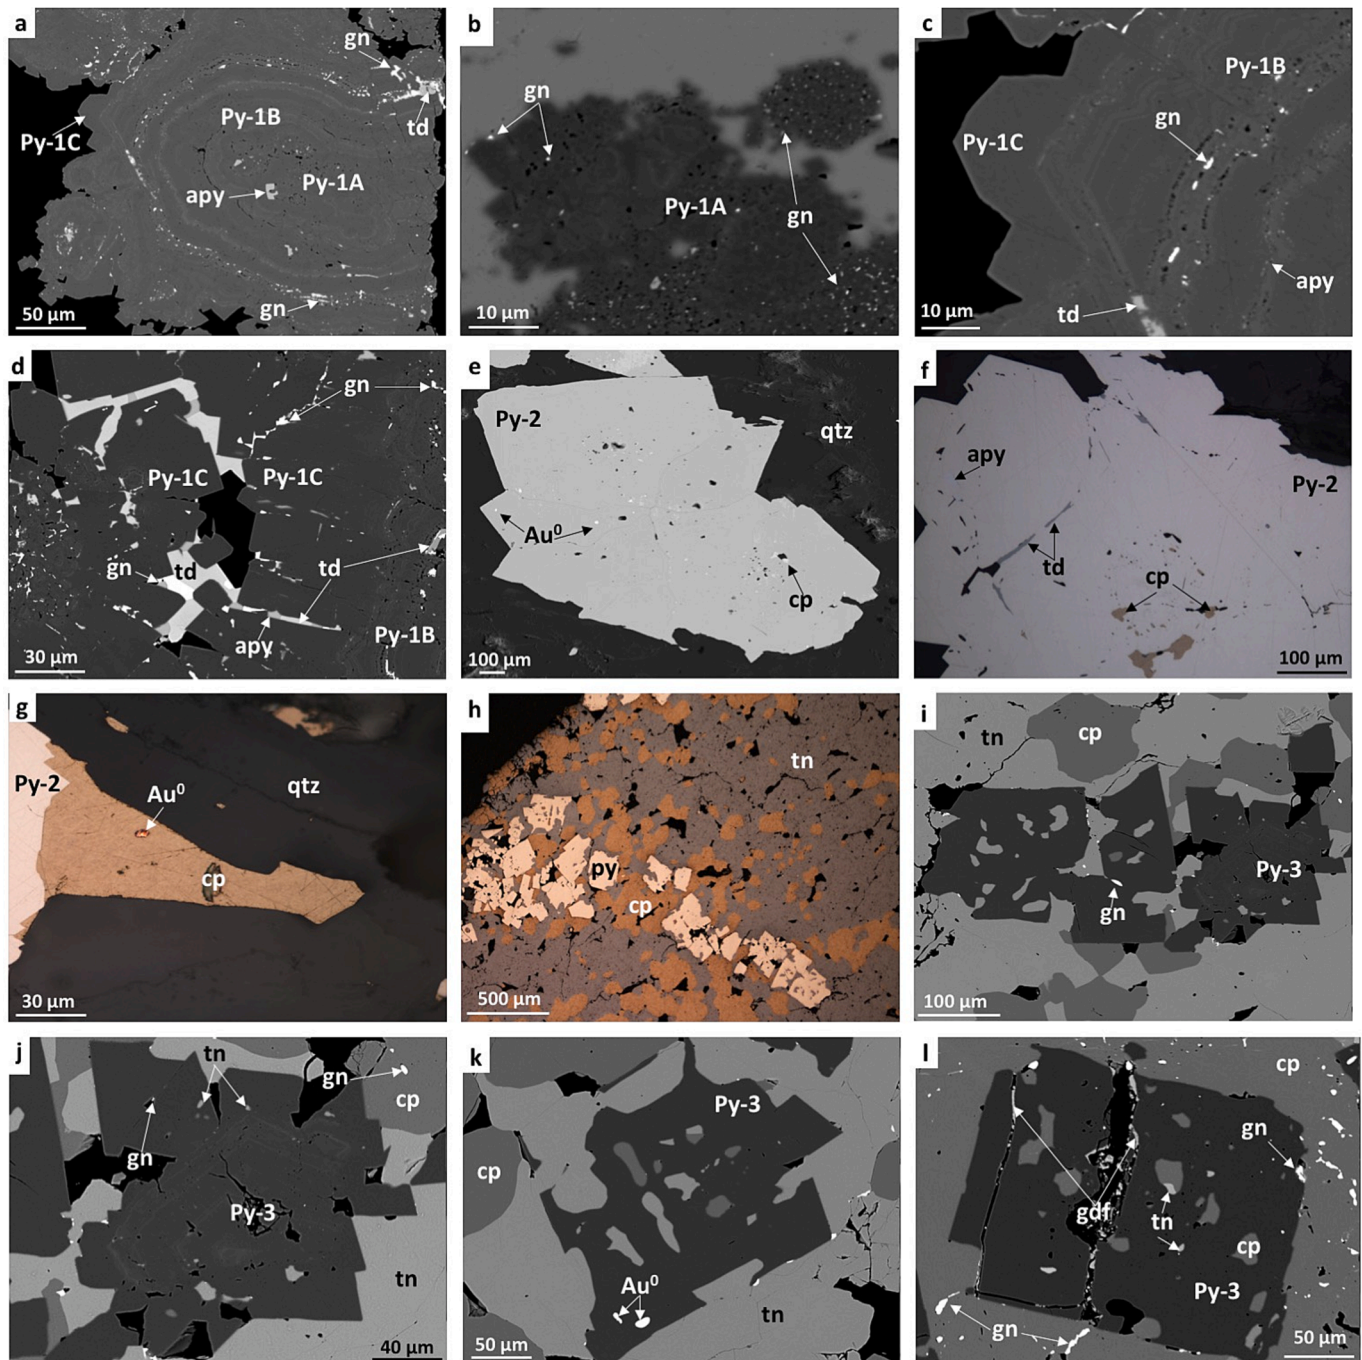 a
gn
Py-1B
td
Py-1C
apy
Py-1A
gn
50 µm
b
gn
Py-1A
gn
10 µm
c
Py-1B
gn
Py-1C
apy
td
10 µm
d
gn
Py-1C
Py-1C
gn
td
td
apy
Py-1B
30 µm
e
Py-2
qtz
Au⁰
cp
100 µm
f
apy
Py-2
td
cp
100 µm
g
Py-2
qtz
Au⁰
cp
30 µm
h
tn
py
cp
500 µm
i
tn
cp
Py-3
gn
100 µm
j
tn
gn
cp
gn
Py-3
tn
40 µm
k
Py-3
cp
Au⁰
tn
50 µm
l
cp
gn
gdf
tn
cp
Py-3
gn
50 µm